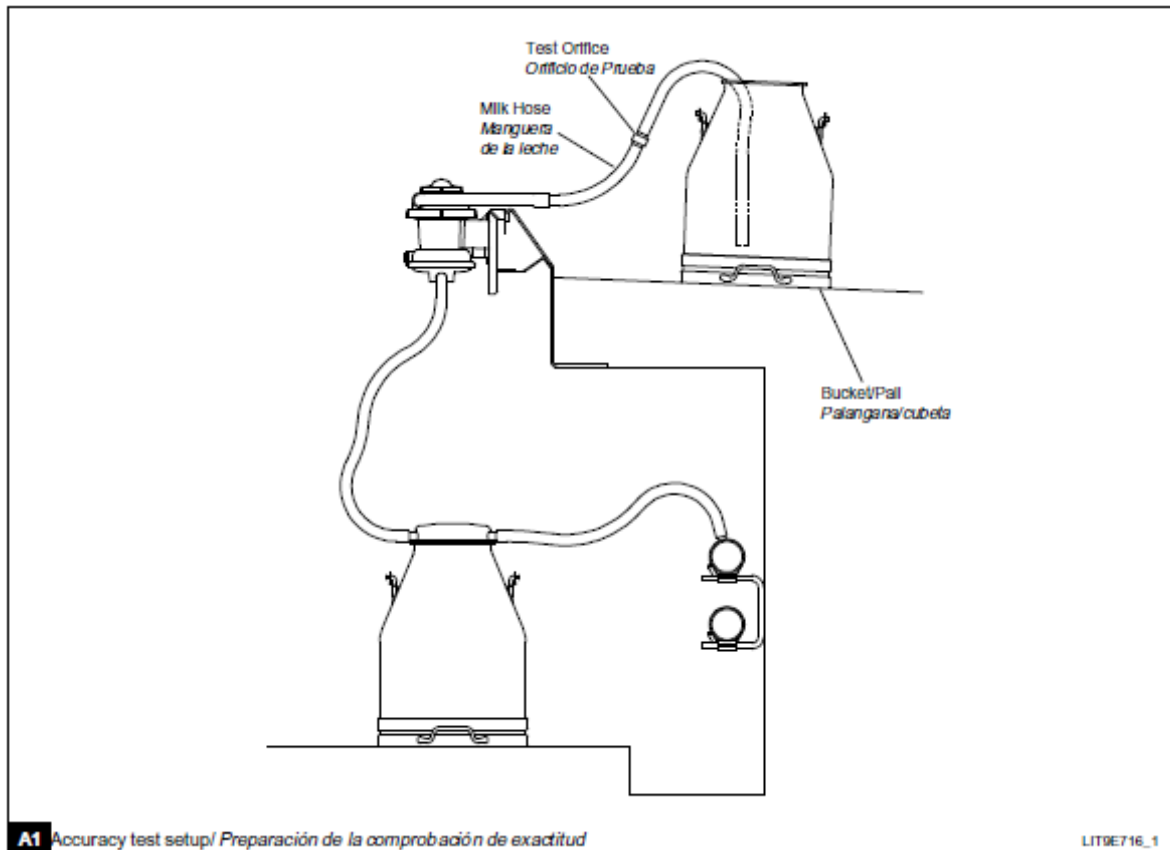 Test Orifice
Orificio de Prueba
Milk Hose
Manguera
de la leche
Bucket/Pail
Palangana/cubeta
A1 Accuracy test setup/ Preparación de la comprobación de exactitud
LIT9E716_1